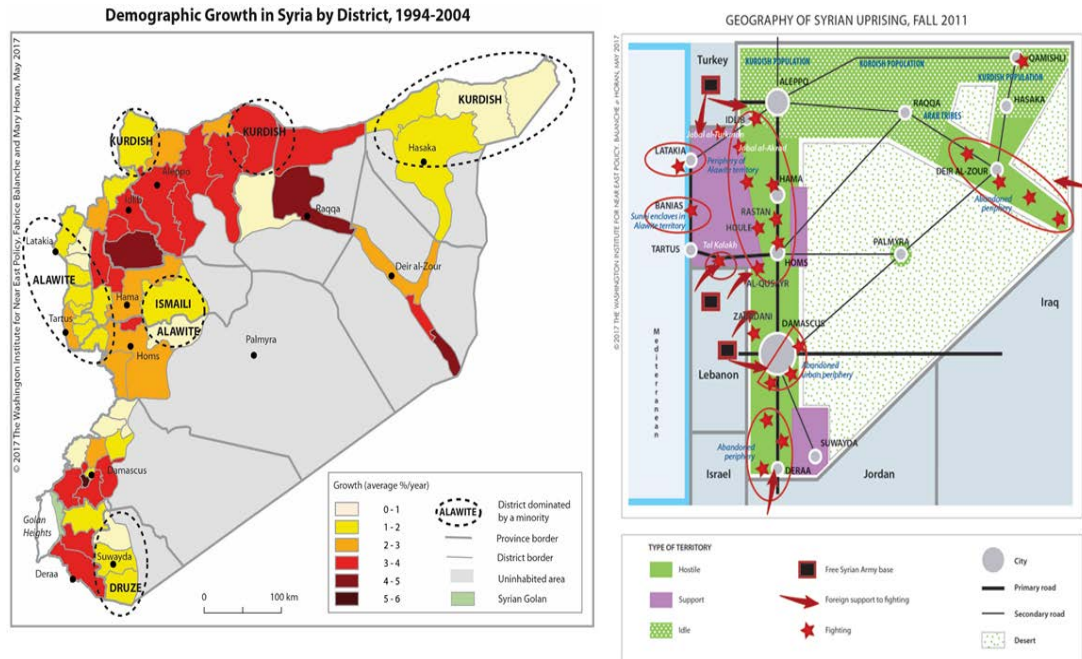 Demographic Growth in Syria by District, 1994-2004
© 2017 The Washington Institute for Near East Policy, Fabrice Balanche and Mary Horan, May 2017
KURDISH
KURDISH
KURDISH
Hasaka
Aleppo
Idlib
Raqqa
Latakia
ALAWITE
Deir al-Zour
Hama
ISMAILI
Tartus
ALAWITE
Homs
Palmyra
Damascus
Golan
Heights
Suwayda
Deraa
DRUZE
0 100 km
Growth (average %/year)
0 - 1
1 - 2
2 - 3
3 - 4
4 - 5
5 - 6
ALAWITE
District dominated
by a minority
Province border
District border
Uninhabited area
Syrian Golan
GEOGRAPHY OF SYRIAN UPRISING, FALL 2011
© 2017 THE WASHINGTON INSTITUTE FOR NEAR EAST POLICY. BALANCHE & HORAN, MAY 2017
Turkey
KURDISH POPULATION
KURDISH POPULATION
QAMISHLI
ALEPPO
KURDISH POPULATION
HASAKA
RAQQA
ARAB TRIBES
IDLIB
Jabal al-Turkman
Jabal al-Akrad
LATAKIA
Periphery of
Alawite territory
DEIR AL-ZOUR
HAMA
Abandoned
periphery
BANIAS
Sunni enclaves in
Alawite territory
RASTAN
HOULE
TARTUS
Tal Kalakh
HOMS
PALMYRA
AL-QUSAYR
Iraq
ZABADANI
DAMASCUS
Mediterranean
Lebanon
Abandoned
urban periphery
Abandoned
periphery
SUWAYDA
Israel
DERAA
Jordan
TYPE OF TERRITORY
Hostile
Support
Idle
Free Syrian Army base
Foreign support to fighting
Fighting
City
Primary road
Secondary road
Desert